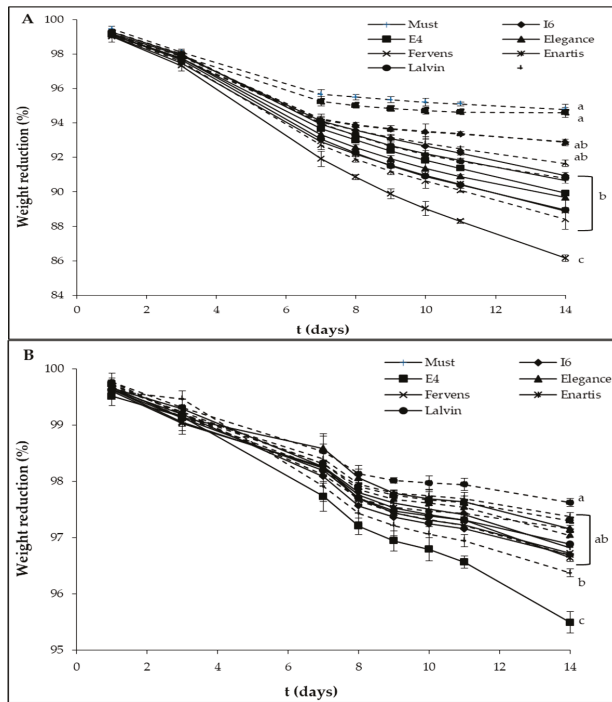 A
Must
I6
E4
Elegance
Fervens
Enartis
Lalvin
Weight reduction (%)
100
98
96
94
92
90
88
86
84
a
a
ab
ab
b
c
0 2 4 6 8 10 12 14
t (days)
B
Must
I6
E4
Elegance
Fervens
Enartis
Lalvin
Weight reduction (%)
100
99
98
97
96
95
a
ab
b
c
0 2 4 6 8 10 12 14
t (days)